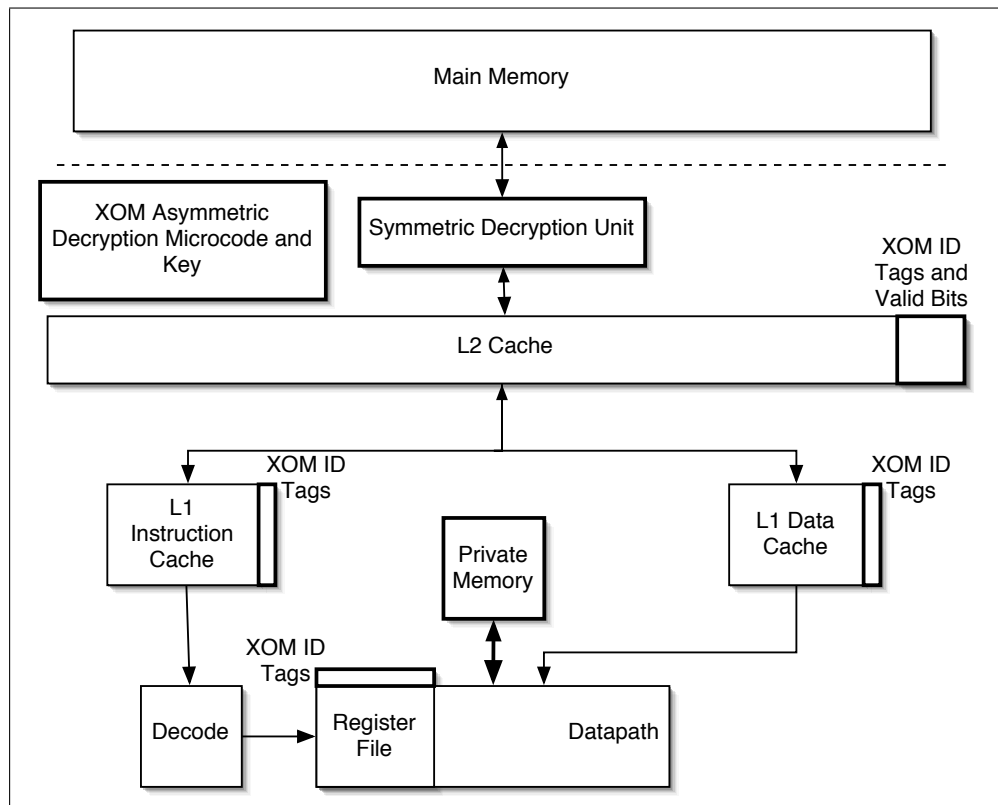 Main Memory
XOM Asymmetric
Decryption Microcode and
Key
Symmetric Decryption Unit
XOM ID
Tags and
Valid Bits
L2 Cache
XOM ID
Tags
L1
Instruction
Cache
Private
Memory
XOM ID
Tags
L1 Data
Cache
XOM ID
Tags
Decode
Register
File
Datapath